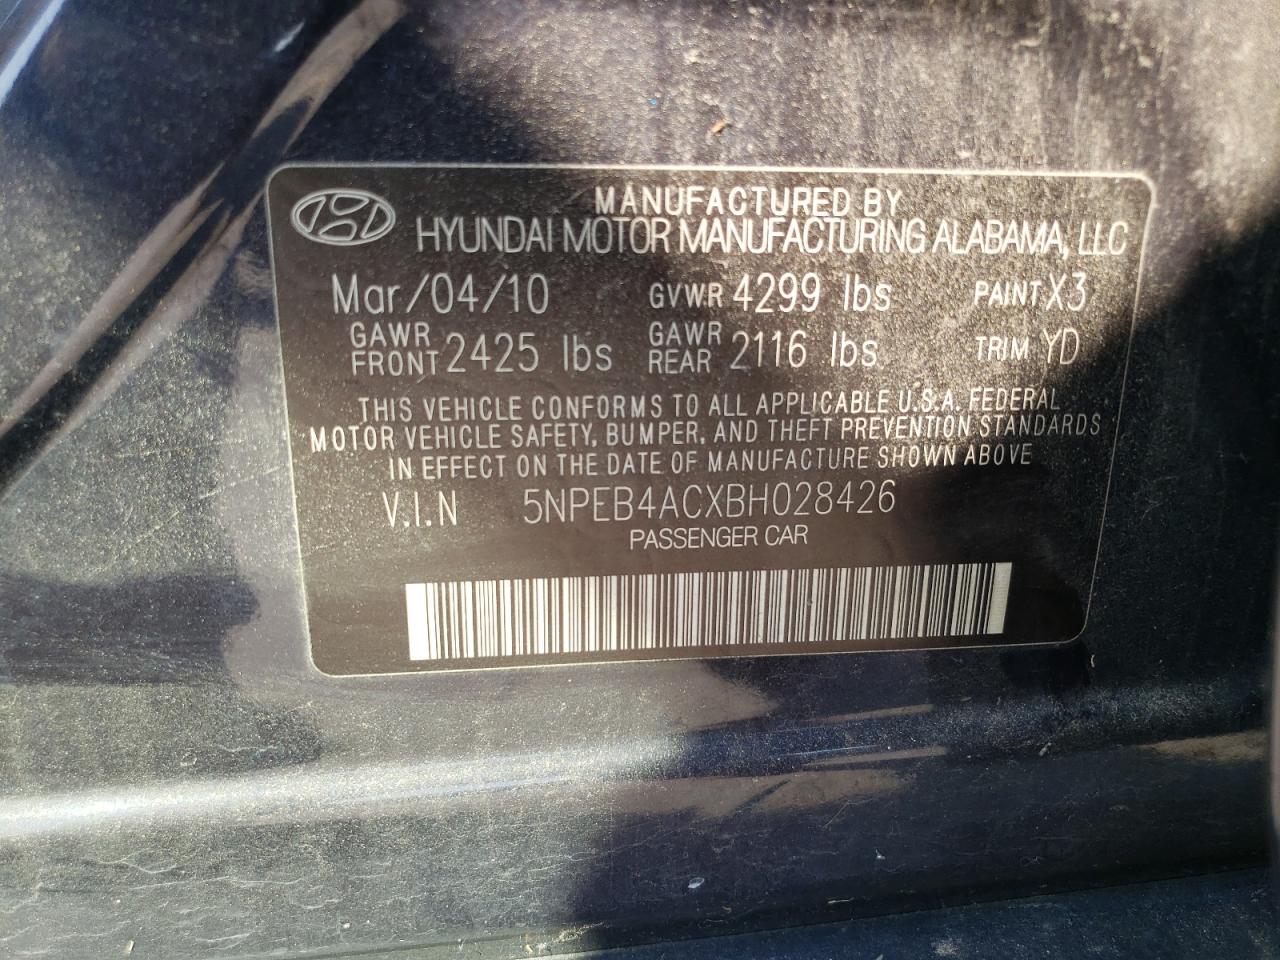 MANUFACTURED BY
HYUNDAI MOTOR MANUFACTURING ALABAMA, LLC
Mar/04/10 GVWR 4299 lbs PAINT X3
GAWR FRONT 2425 lbs GAWR REAR 2116 lbs TRIM YD
THIS VEHICLE CONFORMS TO ALL APPLICABLE U.S.A. FEDERAL
MOTOR VEHICLE SAFETY, BUMPER, AND THEFT PREVENTION STANDARDS
IN EFFECT ON THE DATE OF MANUFACTURE SHOWN ABOVE
V.I.N 5NPEB4ACXBH028426
PASSENGER CAR